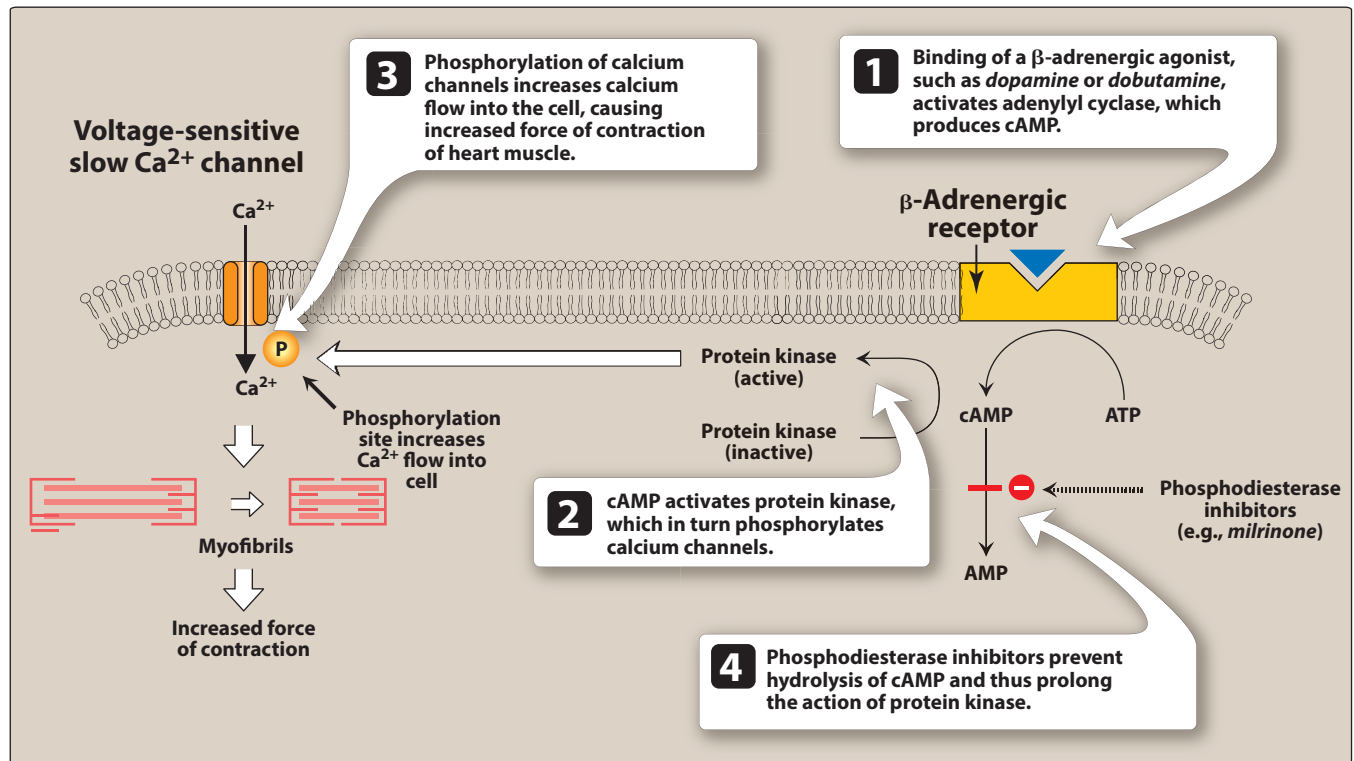 3
Phosphorylation of calcium
channels increases calcium
flow into the cell, causing
increased force of contraction
of heart muscle.
1
Binding of a β-adrenergic agonist,
such as dopamine or dobutamine,
activates adenylyl cyclase, which
produces cAMP.
Voltage-sensitive
slow Ca²⁺ channel
Ca²⁺
β-Adrenergic
receptor
P
Ca²⁺
Phosphorylation
site increases
Ca²⁺ flow into
cell
Protein kinase
(active)
Protein kinase
(inactive)
cAMP
ATP
2
cAMP activates protein kinase,
which in turn phosphorylates
calcium channels.
Phosphodiesterase
inhibitors
(e.g., milrinone)
AMP
Myofibrils
Increased force
of contraction
4
Phosphodiesterase inhibitors prevent
hydrolysis of cAMP and thus prolong
the action of protein kinase.